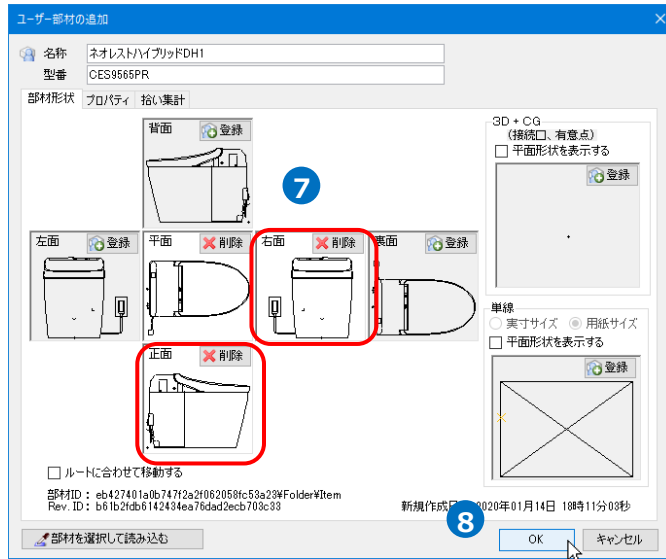 ユーザー部材の追加
名称 ネオレストハイブリッドDH1
型番 CES9565PR
部材形状 プロパティ 拾い集計
背面 登録
7
左面 登録 平面 削除 右面 削除 裏面 登録
正面 削除
3D + CG
(接続口、有意点)
平面形状を表示する
登録
単線
実寸サイズ 用紙サイズ
平面形状を表示する
登録
ルートに合わせて移動する
部材ID : eb427401a0b747f2a2f062058fc53a23¥Folder¥Item
Rev. ID : b61b2fdb6142434ea76dad2ecb703c33
新規作成日 2020年01月14日 18時11分03秒
8
部材を選択して読み込む OK キャンセル